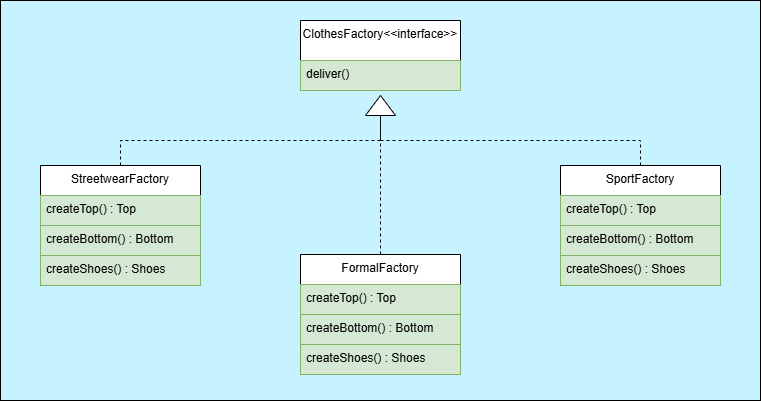 ClothesFactory<<interface>>
deliver()
StreetwearFactory
createTop() : Top
createBottom() : Bottom
createShoes() : Shoes
FormalFactory
createTop() : Top
createBottom() : Bottom
createShoes() : Shoes
SportFactory
createTop() : Top
createBottom() : Bottom
createShoes() : Shoes